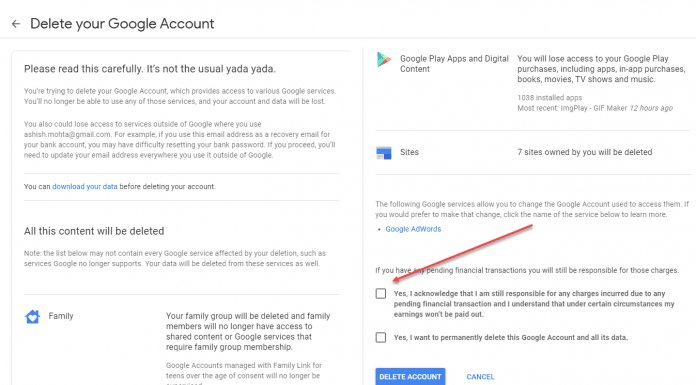 Delete your Google Account
Please read this carefully. It's not the usual yada yada.
You're trying to delete your Google Account, which provides access to various Google services.
You'll no longer be able to use any of those services, and your account and data will be lost.
You also could lose access to services outside of Google where you use
ashish.mohta@gmail.com. For example, if you use this email address as a recovery email for
your bank account, you may have difficulty resetting your bank password. If you proceed, you'll
need to update your email address everywhere you use it outside of Google.
You can download your data before deleting your account.
All this content will be deleted
Note: the list below may not contain every Google service affected by your deletion, such as
services Google no longer supports. Your data will be deleted from these services as well.
Family
Your family group will be deleted and family
members will no longer have access to
shared content or Google services that
require family group membership.
Google Accounts managed with Family Link for
teens over the age of consent will no longer be
Google Play Apps and Digital
Content
You will lose access to your Google Play
purchases, including apps, in-app purchases,
books, movies, TV shows and music.
1038 installed apps
Most recent: ImgPlay - GIF Maker 12 hours ago
Sites
7 sites owned by you will be deleted
The following Google services allow you to change the Google Account used to access them. If
you would prefer to make that change, click the name of the service below to learn more.
• Google AdWords
If you have any pending financial transactions you will still be responsible for those charges.
Yes, I acknowledge that I am still responsible for any charges incurred due to any
pending financial transaction and I understand that under certain circumstances my
earnings won't be paid out.
Yes, I want to permanently delete this Google Account and all its data.
DELETE ACCOUNT
CANCEL